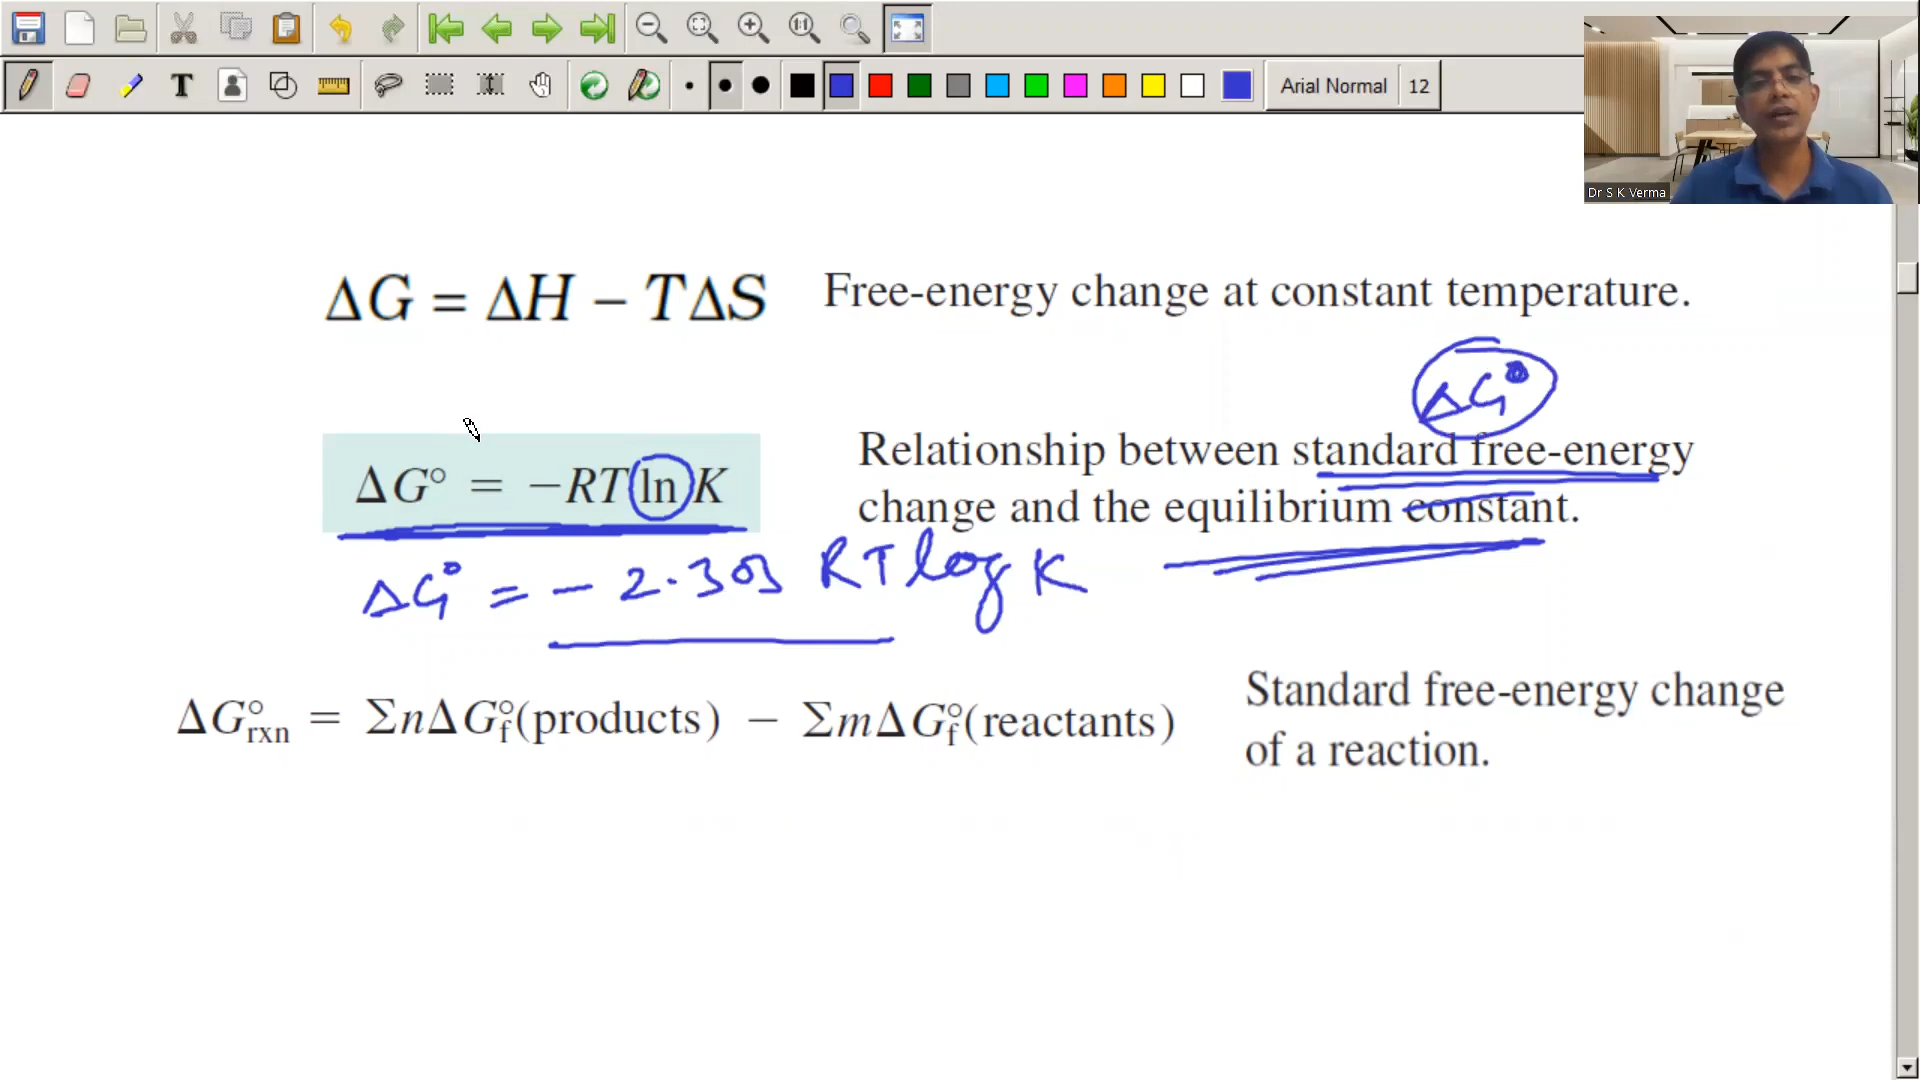 T 1:1 Arial Normal 12
Dr S K Verma
ΔG = ΔH − TΔS Free-energy change at constant temperature.
ΔG°
ΔG° = −RT ln K Relationship between standard free-energy
change and the equilibrium constant.
ΔG° = − 2.303 RT log K
ΔG°rxn = ΣnΔG°f(products) − ΣmΔG°f(reactants) Standard free-energy change
of a reaction.